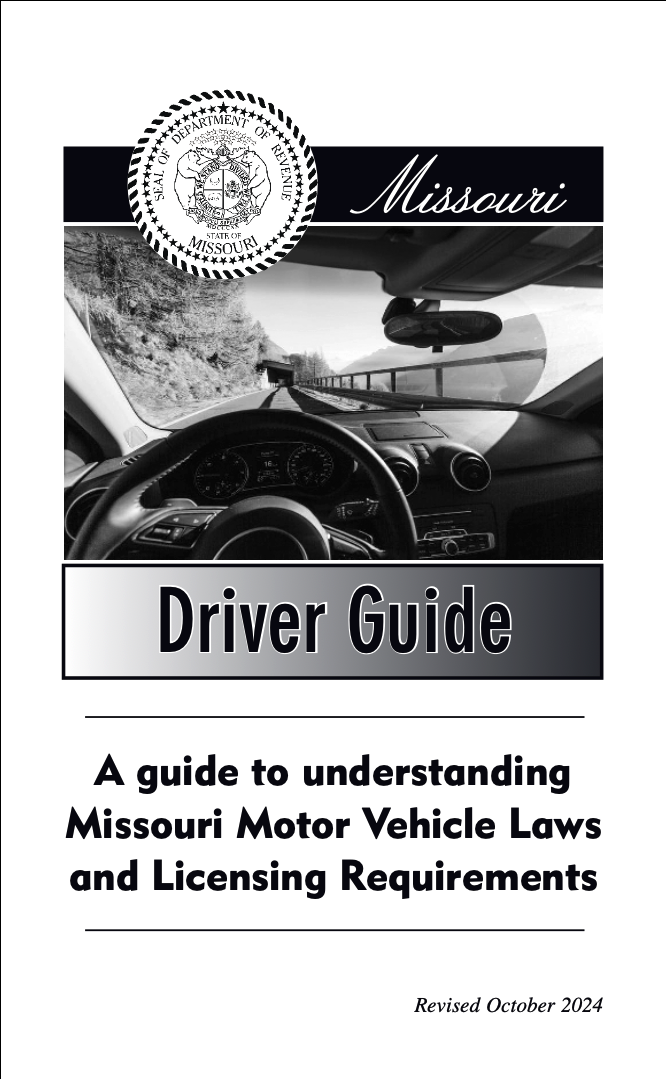 SEAL OF DEPARTMENT OF REVENUE
STATE OF
MISSOURI
Missouri
Driver Guide
A guide to understanding
Missouri Motor Vehicle Laws
and Licensing Requirements
Revised October 2024